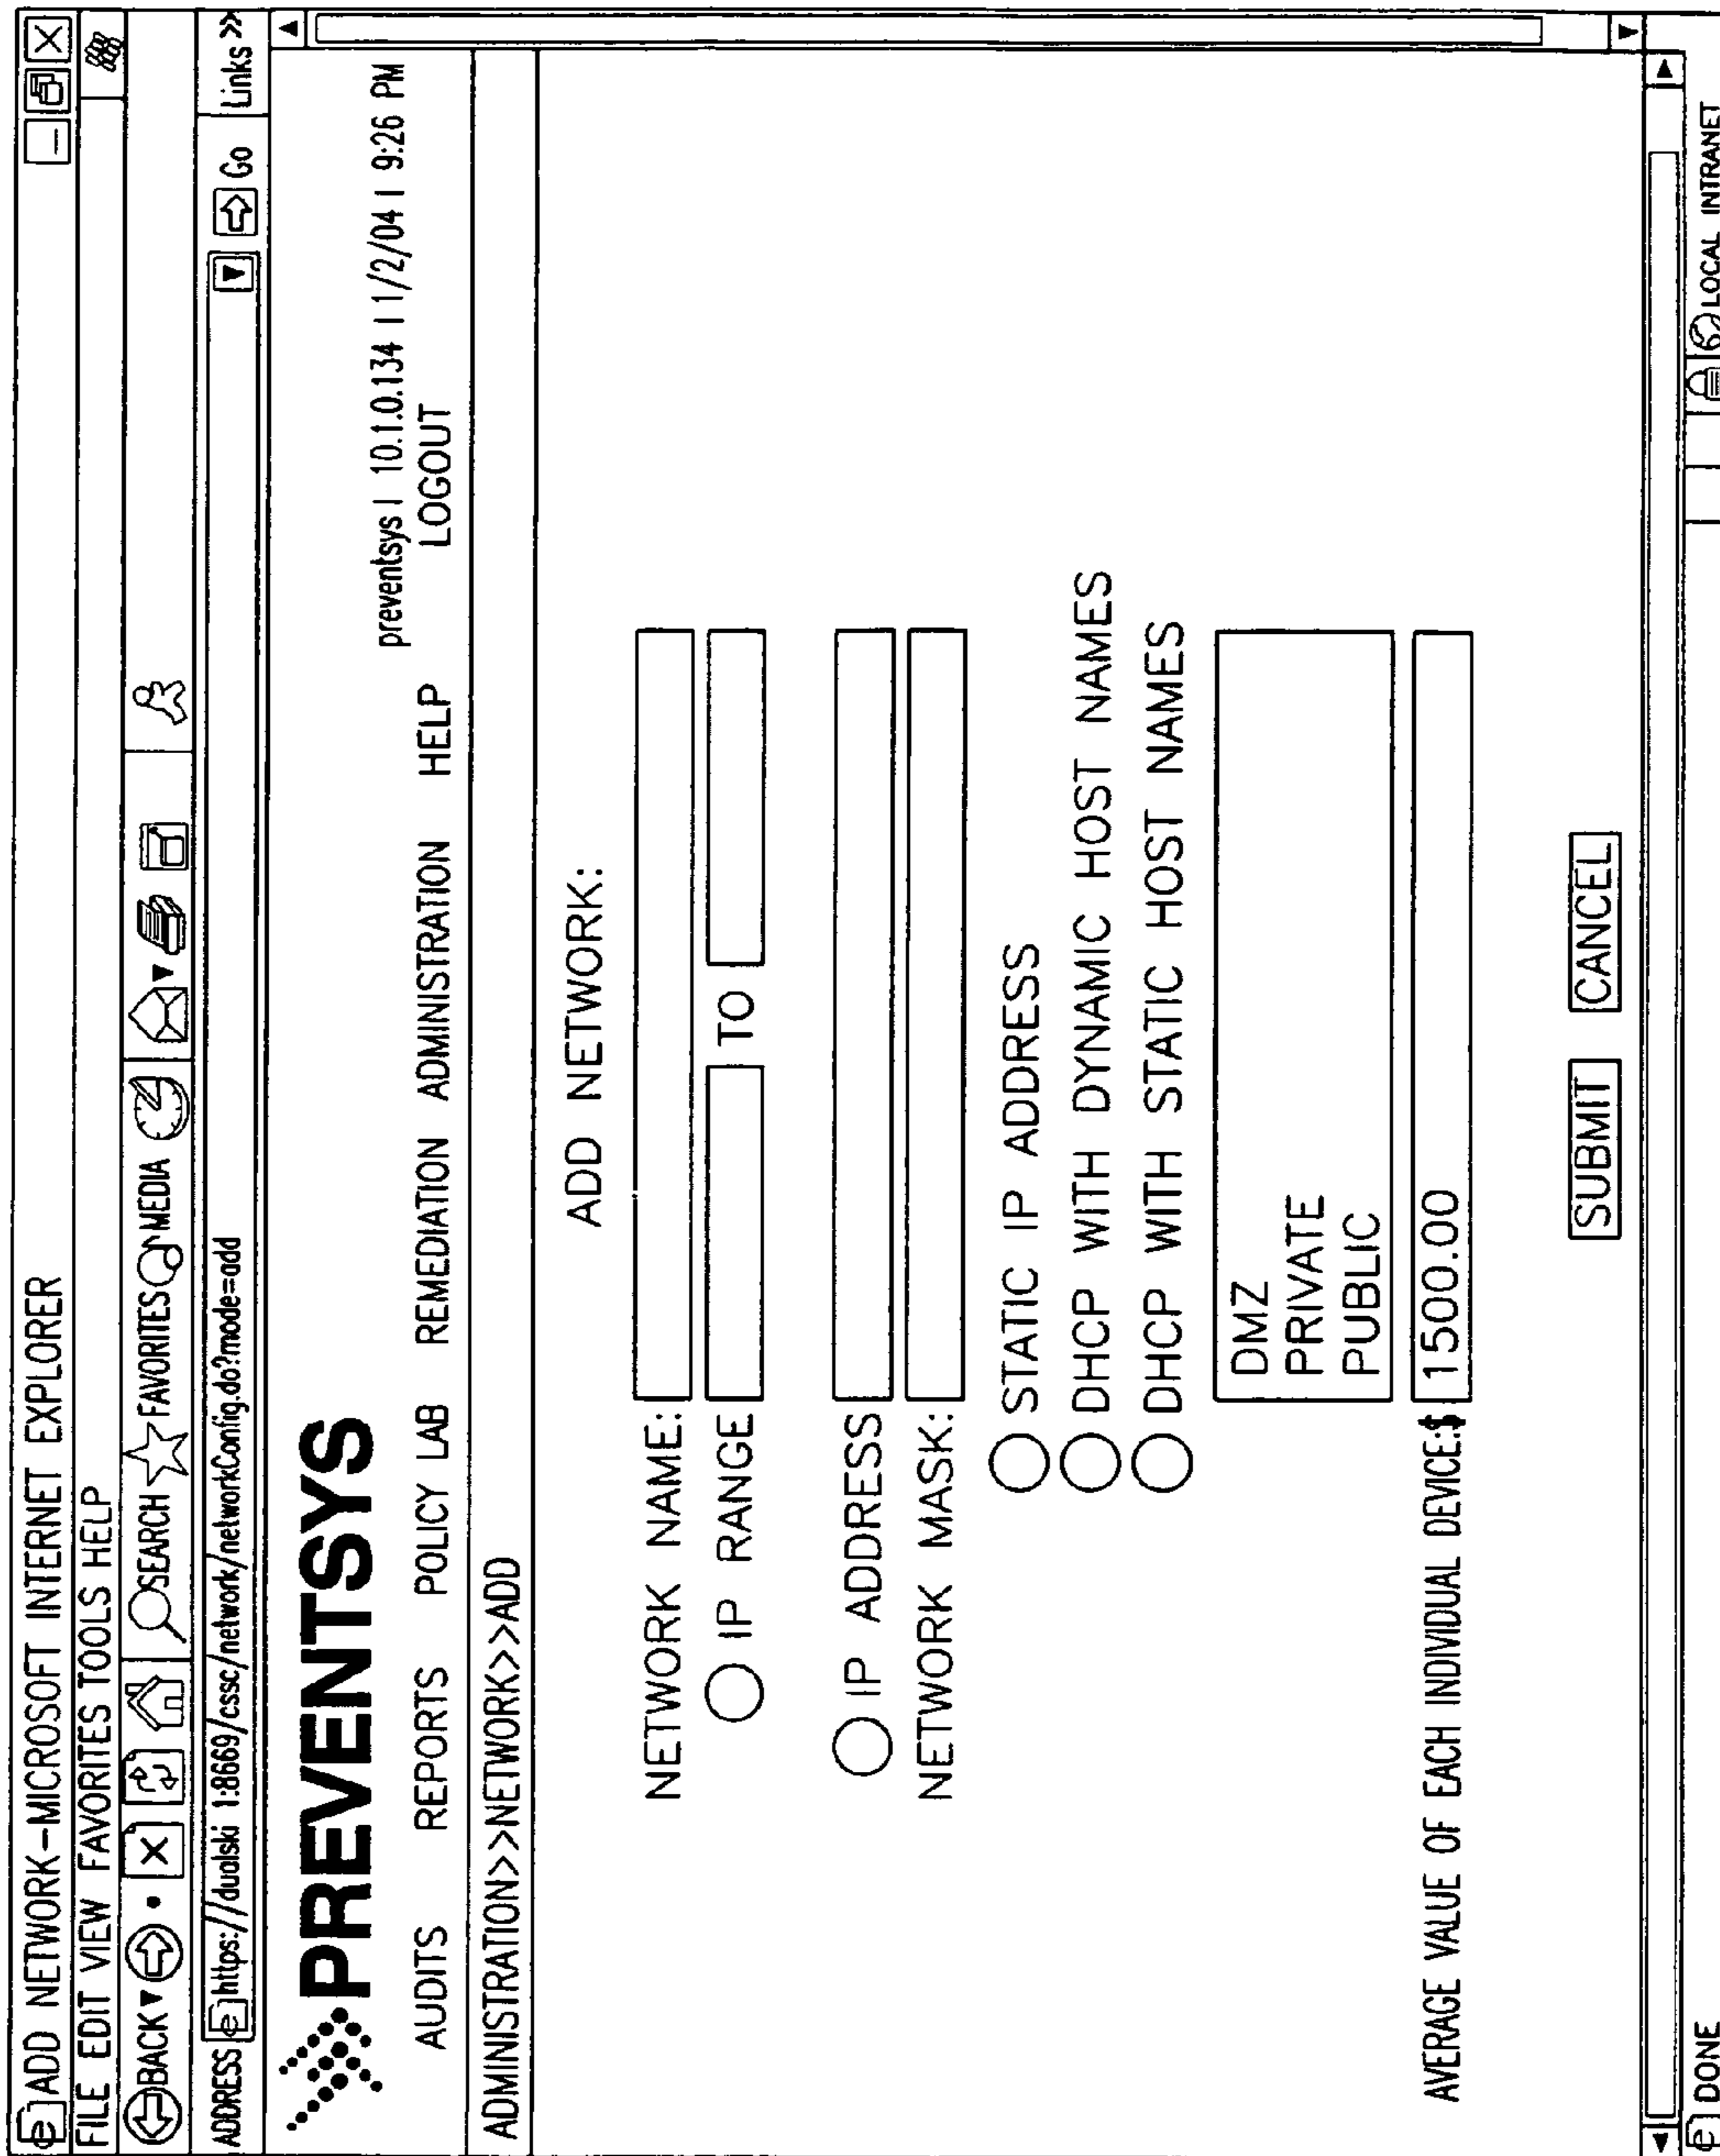 ADD NETWORK-MICROSOFT INTERNET EXPLORER
FILE EDIT VIEW FAVORITES TOOLS HELP
BACK SEARCH FAVORITES MEDIA
ADDRESS https://dualski 1:8669/cssc/network/networkConfig.do?mode=add Go Links >>
PREVENTSYS
preventsys | 10.1.0.134 | 1/2/04 | 9:26 PM
AUDITS REPORTS POLICY LAB REMEDIATION ADMINISTRATION HELP LOGOUT
ADMINISTRATION>>NETWORK>>ADD
ADD NETWORK:
NETWORK NAME:
IP RANGE TO
IP ADDRESS
NETWORK MASK:
STATIC IP ADDRESS
DHCP WITH DYNAMIC HOST NAMES
DHCP WITH STATIC HOST NAMES
DMZ
PRIVATE
PUBLIC
AVERAGE VALUE OF EACH INDIVIDUAL DEVICE:$ 1500.00
SUBMIT CANCEL
DONE LOCAL INTRANET